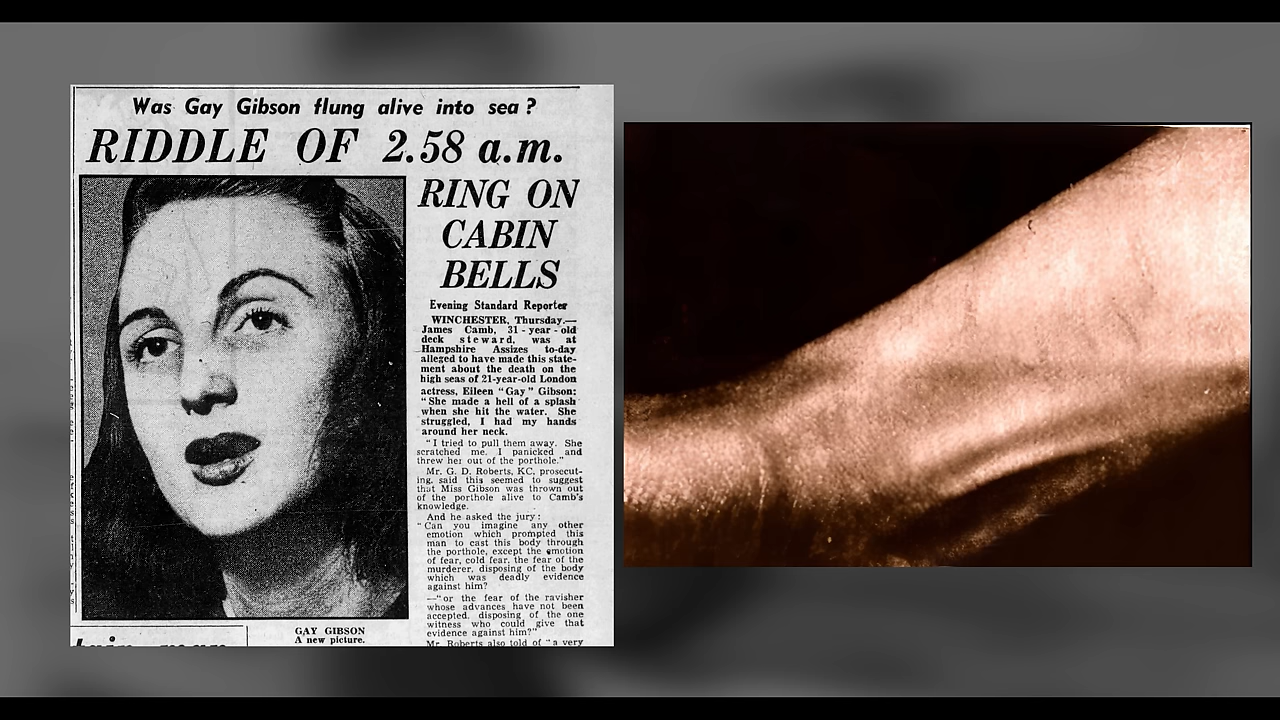 Was Gay Gibson flung alive into sea ?
RIDDLE OF 2.58 a.m.
RING ON
CABIN
BELLS
Evening Standard Reporter
WINCHESTER, Thursday.—
James Camb, 31-year-old
deck steward, was at
Hampshire Assizes to-day
alleged to have made this state-
ment about the death on the
high seas of 21-year-old London
actress, Eileen "Gay" Gibson:
"She made a hell of a splash
when she hit the water. She
struggled, I had my hands
around her neck.
"I tried to pull them away. She
scratched me. I panicked and
threw her out of the porthole."
Mr. G. D. Roberts, KC, prosecut-
ing, said this seemed to suggest
that Miss Gibson was thrown out
of the porthole alive to Camb's
knowledge.
And he asked the jury:
"Can you imagine any other
emotion which prompted this
man to cast this body through
the porthole, except the emotion
of fear, cold fear, the fear of the
murderer, disposing of the body
which was deadly evidence
against him?
—"or the fear of the ravisher
whose advances have not been
accepted, disposing of the one
witness who could give that
evidence against him?"
Mr. Roberts also told of "a very
GAY GIBSON
A new picture.